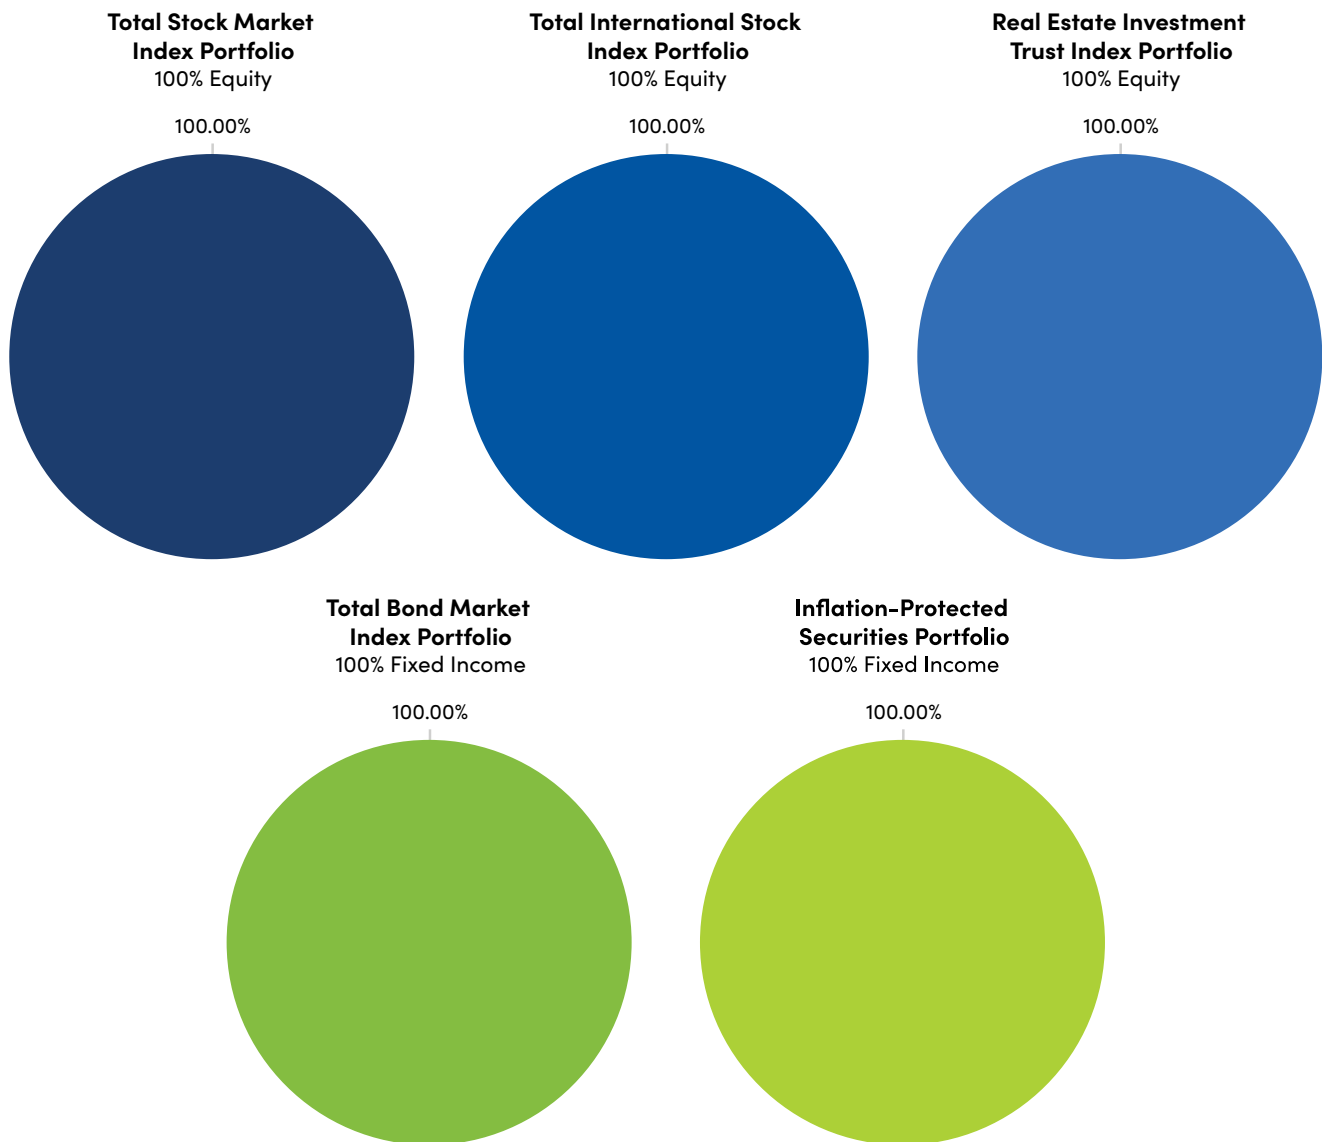 Total Stock Market
Index Portfolio
100% Equity
100.00%
Total International Stock
Index Portfolio
100% Equity
100.00%
Real Estate Investment
Trust Index Portfolio
100% Equity
100.00%
Total Bond Market
Index Portfolio
100% Fixed Income
100.00%
Inflation-Protected
Securities Portfolio
100% Fixed Income
100.00%